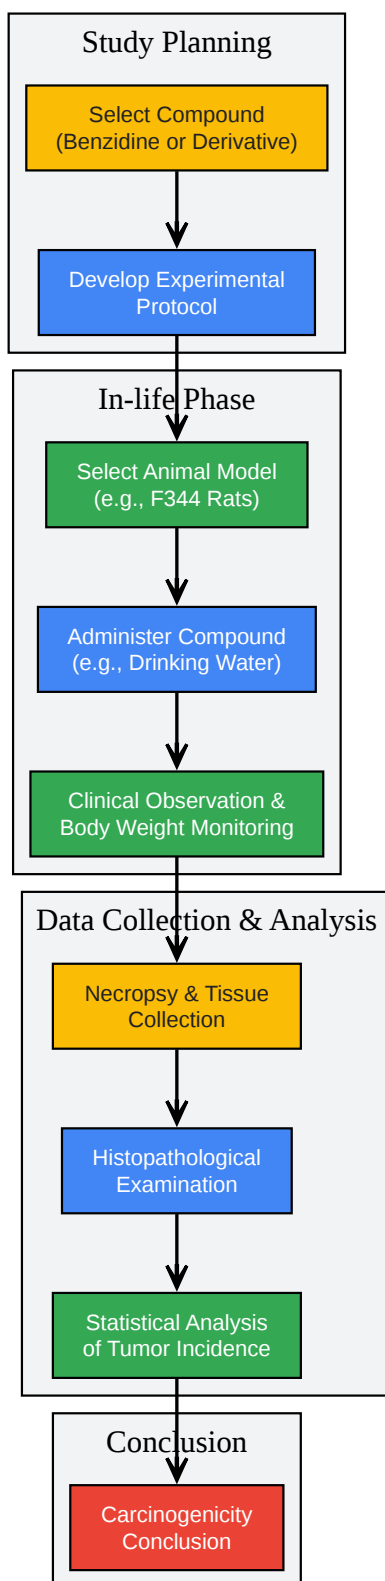 Study Planning
Select Compound
(Benzidine or Derivative)
Develop Experimental
Protocol
In-life Phase
Select Animal Model
(e.g., F344 Rats)
Administer Compound
(e.g., Drinking Water)
Clinical Observation &
Body Weight Monitoring
Data Collection & Analysis
Necropsy & Tissue
Collection
Histopathological
Examination
Statistical Analysis
of Tumor Incidence
Conclusion
Carcinogenicity
Conclusion